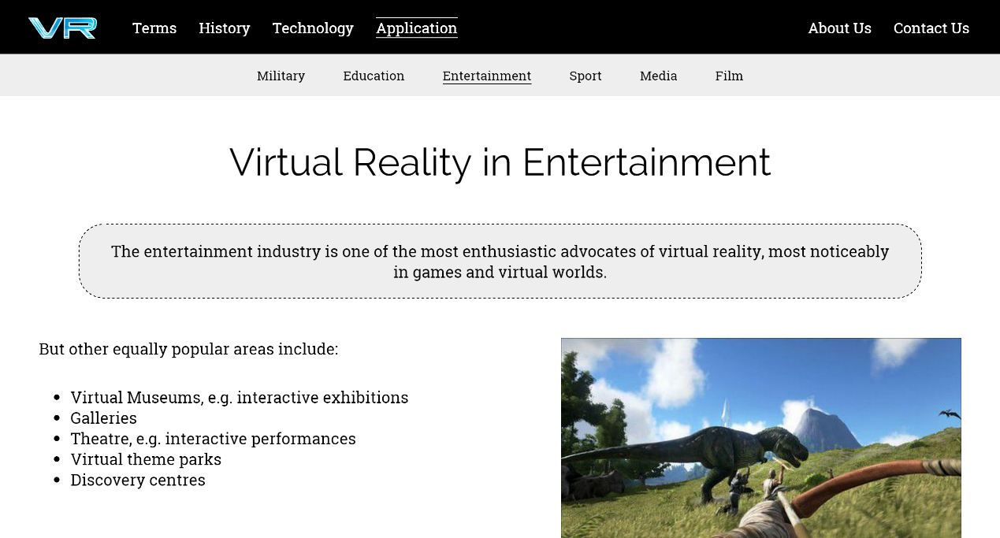 VR Terms History Technology Application About Us Contact Us
Military Education Entertainment Sport Media Film
Virtual Reality in Entertainment
The entertainment industry is one of the most enthusiastic advocates of virtual reality, most noticeably
in games and virtual worlds.
But other equally popular areas include:
• Virtual Museums, e.g. interactive exhibitions
• Galleries
• Theatre, e.g. interactive performances
• Virtual theme parks
• Discovery centres